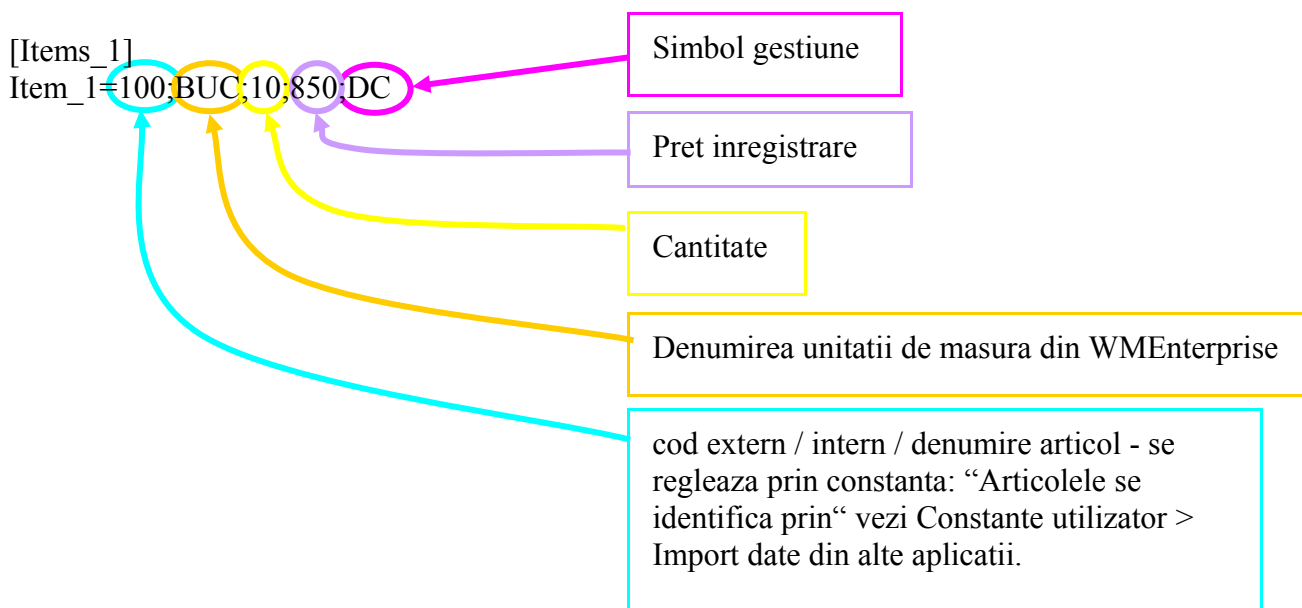 [Items_1]
Item_1=100;BUC;10;850;DC
Simbol gestiune
Pret inregistrare
Cantitate
Denumirea unitatii de masura din WMEnterprise
cod extern / intern / denumire articol - se
regleaza prin constanta: “Articolele se
identifica prin“ vezi Constante utilizator >
Import date din alte aplicatii.